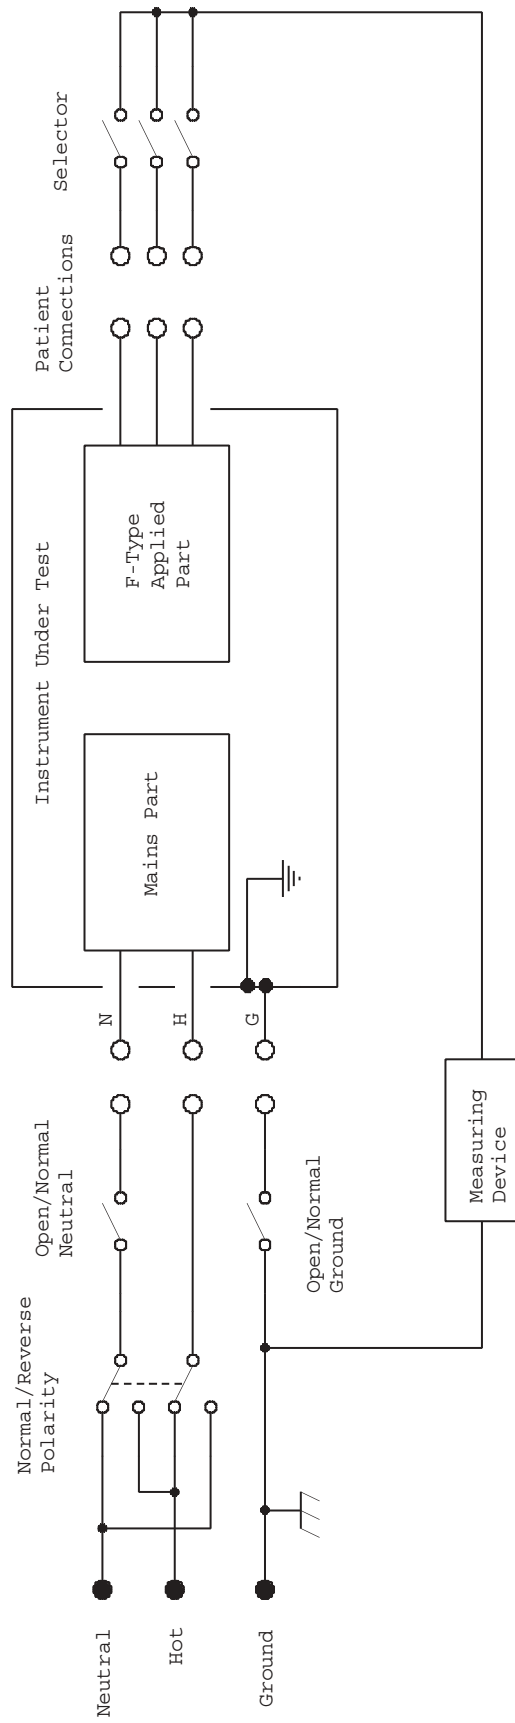 Selector
Patient
Connections
Instrument Under Test
F-Type
Applied
Part
Mains Part
N
H
G
Open/Normal
Neutral
Open/Normal
Ground
Measuring
Device
Normal/Reverse
Polarity
Neutral
Hot
Ground